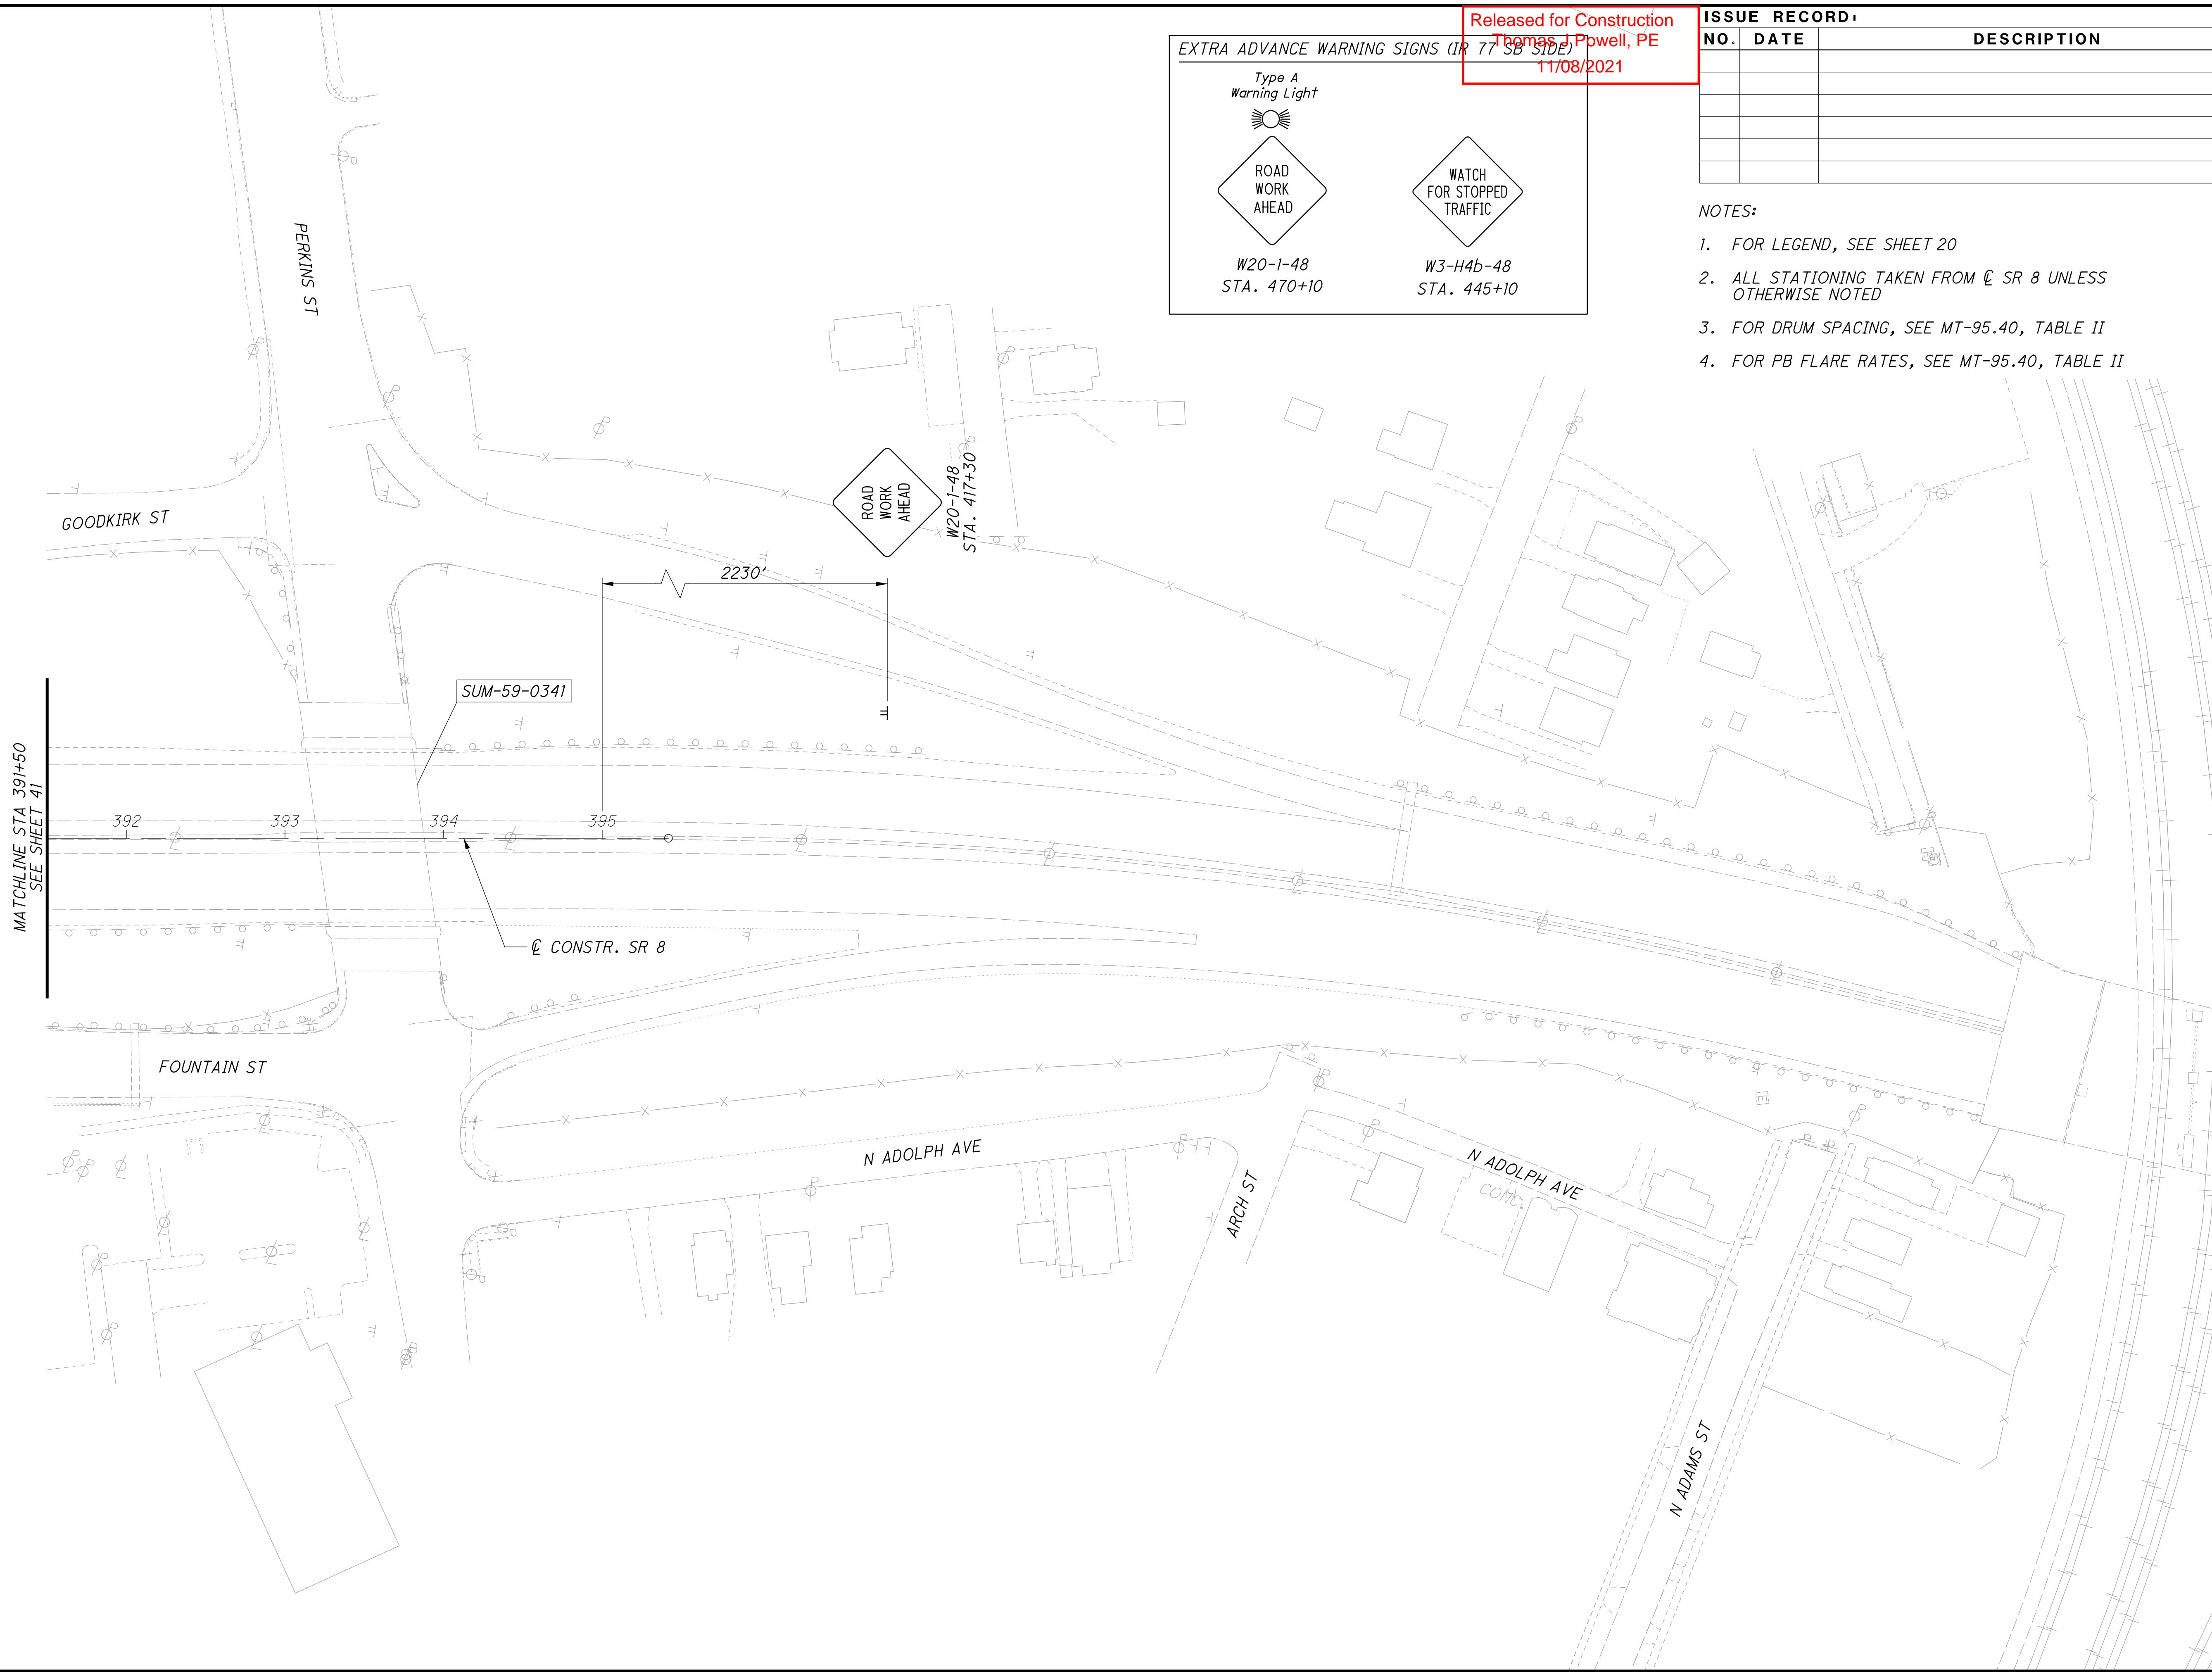 Released for Construction
Thomas J Powell, PE
11/08/2021
ISSUE RECORD:
NO. DATE DESCRIPTION
EXTRA ADVANCE WARNING SIGNS (IR 77 SB SIDE)
Type A
Warning Light
ROAD
WORK
AHEAD
W20-1-48
STA. 470+10
WATCH
FOR STOPPED
TRAFFIC
W3-H4b-48
STA. 445+10
NOTES:
1. FOR LEGEND, SEE SHEET 20
2. ALL STATIONING TAKEN FROM ℄ SR 8 UNLESS
OTHERWISE NOTED
3. FOR DRUM SPACING, SEE MT-95.40, TABLE II
4. FOR PB FLARE RATES, SEE MT-95.40, TABLE II
PERKINS ST
GOODKIRK ST
ROAD
WORK
AHEAD
W20-1-48
STA. 417+30
2230'
SUM-59-0341
MATCHLINE STA 391+50
SEE SHEET 41
392 393 394 395
℄ CONSTR. SR 8
FOUNTAIN ST
N ADOLPH AVE
ARCH ST
N ADOLPH AVE
CONC.
N ADAMS ST